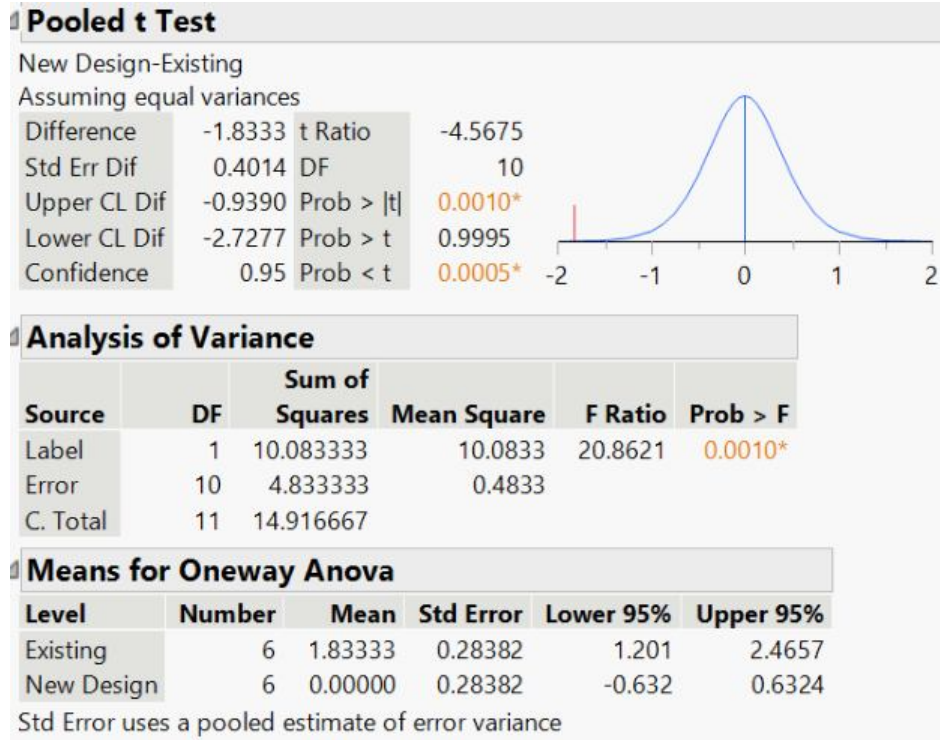 Pooled t Test
New Design-Existing
Assuming equal variances
Difference -1.8333 t Ratio -4.5675
Std Err Dif 0.4014 DF 10
Upper CL Dif -0.9390 Prob > |t| 0.0010*
Lower CL Dif -2.7277 Prob > t 0.9995
Confidence 0.95 Prob < t 0.0005*
-2 -1 0 1 2
Analysis of Variance
Sum of
Source DF Squares Mean Square F Ratio Prob > F
Label 1 10.083333 10.0833 20.8621 0.0010*
Error 10 4.833333 0.4833
C. Total 11 14.916667
Means for Oneway Anova
Level Number Mean Std Error Lower 95% Upper 95%
Existing 6 1.83333 0.28382 1.201 2.4657
New Design 6 0.00000 0.28382 -0.632 0.6324
Std Error uses a pooled estimate of error variance